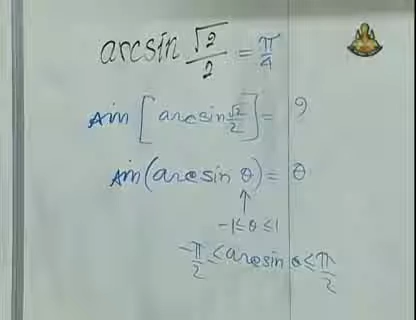 arcsin √2/2 = π/4
sin [arcsin √2/2] = ?
sin(arcsin θ) = θ
↑
-1≤θ≤1
-π/2 ≤ arcsin θ ≤ π/2